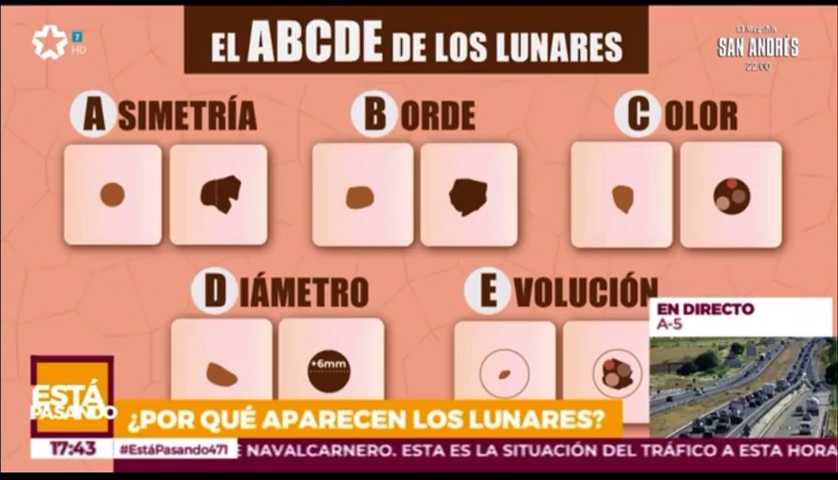 7
HD
EL ABCDE DE LOS LUNARES
SAN ANDRÉS
22:00
ASIMETRÍA
BORDE
COLOR
DIÁMETRO
EVOLUCIÓN
+6mm
EN DIRECTO
A-5
ESTÁ
PASANDO
¿POR QUÉ APARECEN LOS LUNARES?
17:43
#EstáPasando471
E NAVALCARNERO. ESTA ES LA SITUACIÓN DEL TRÁFICO A ESTA HORA